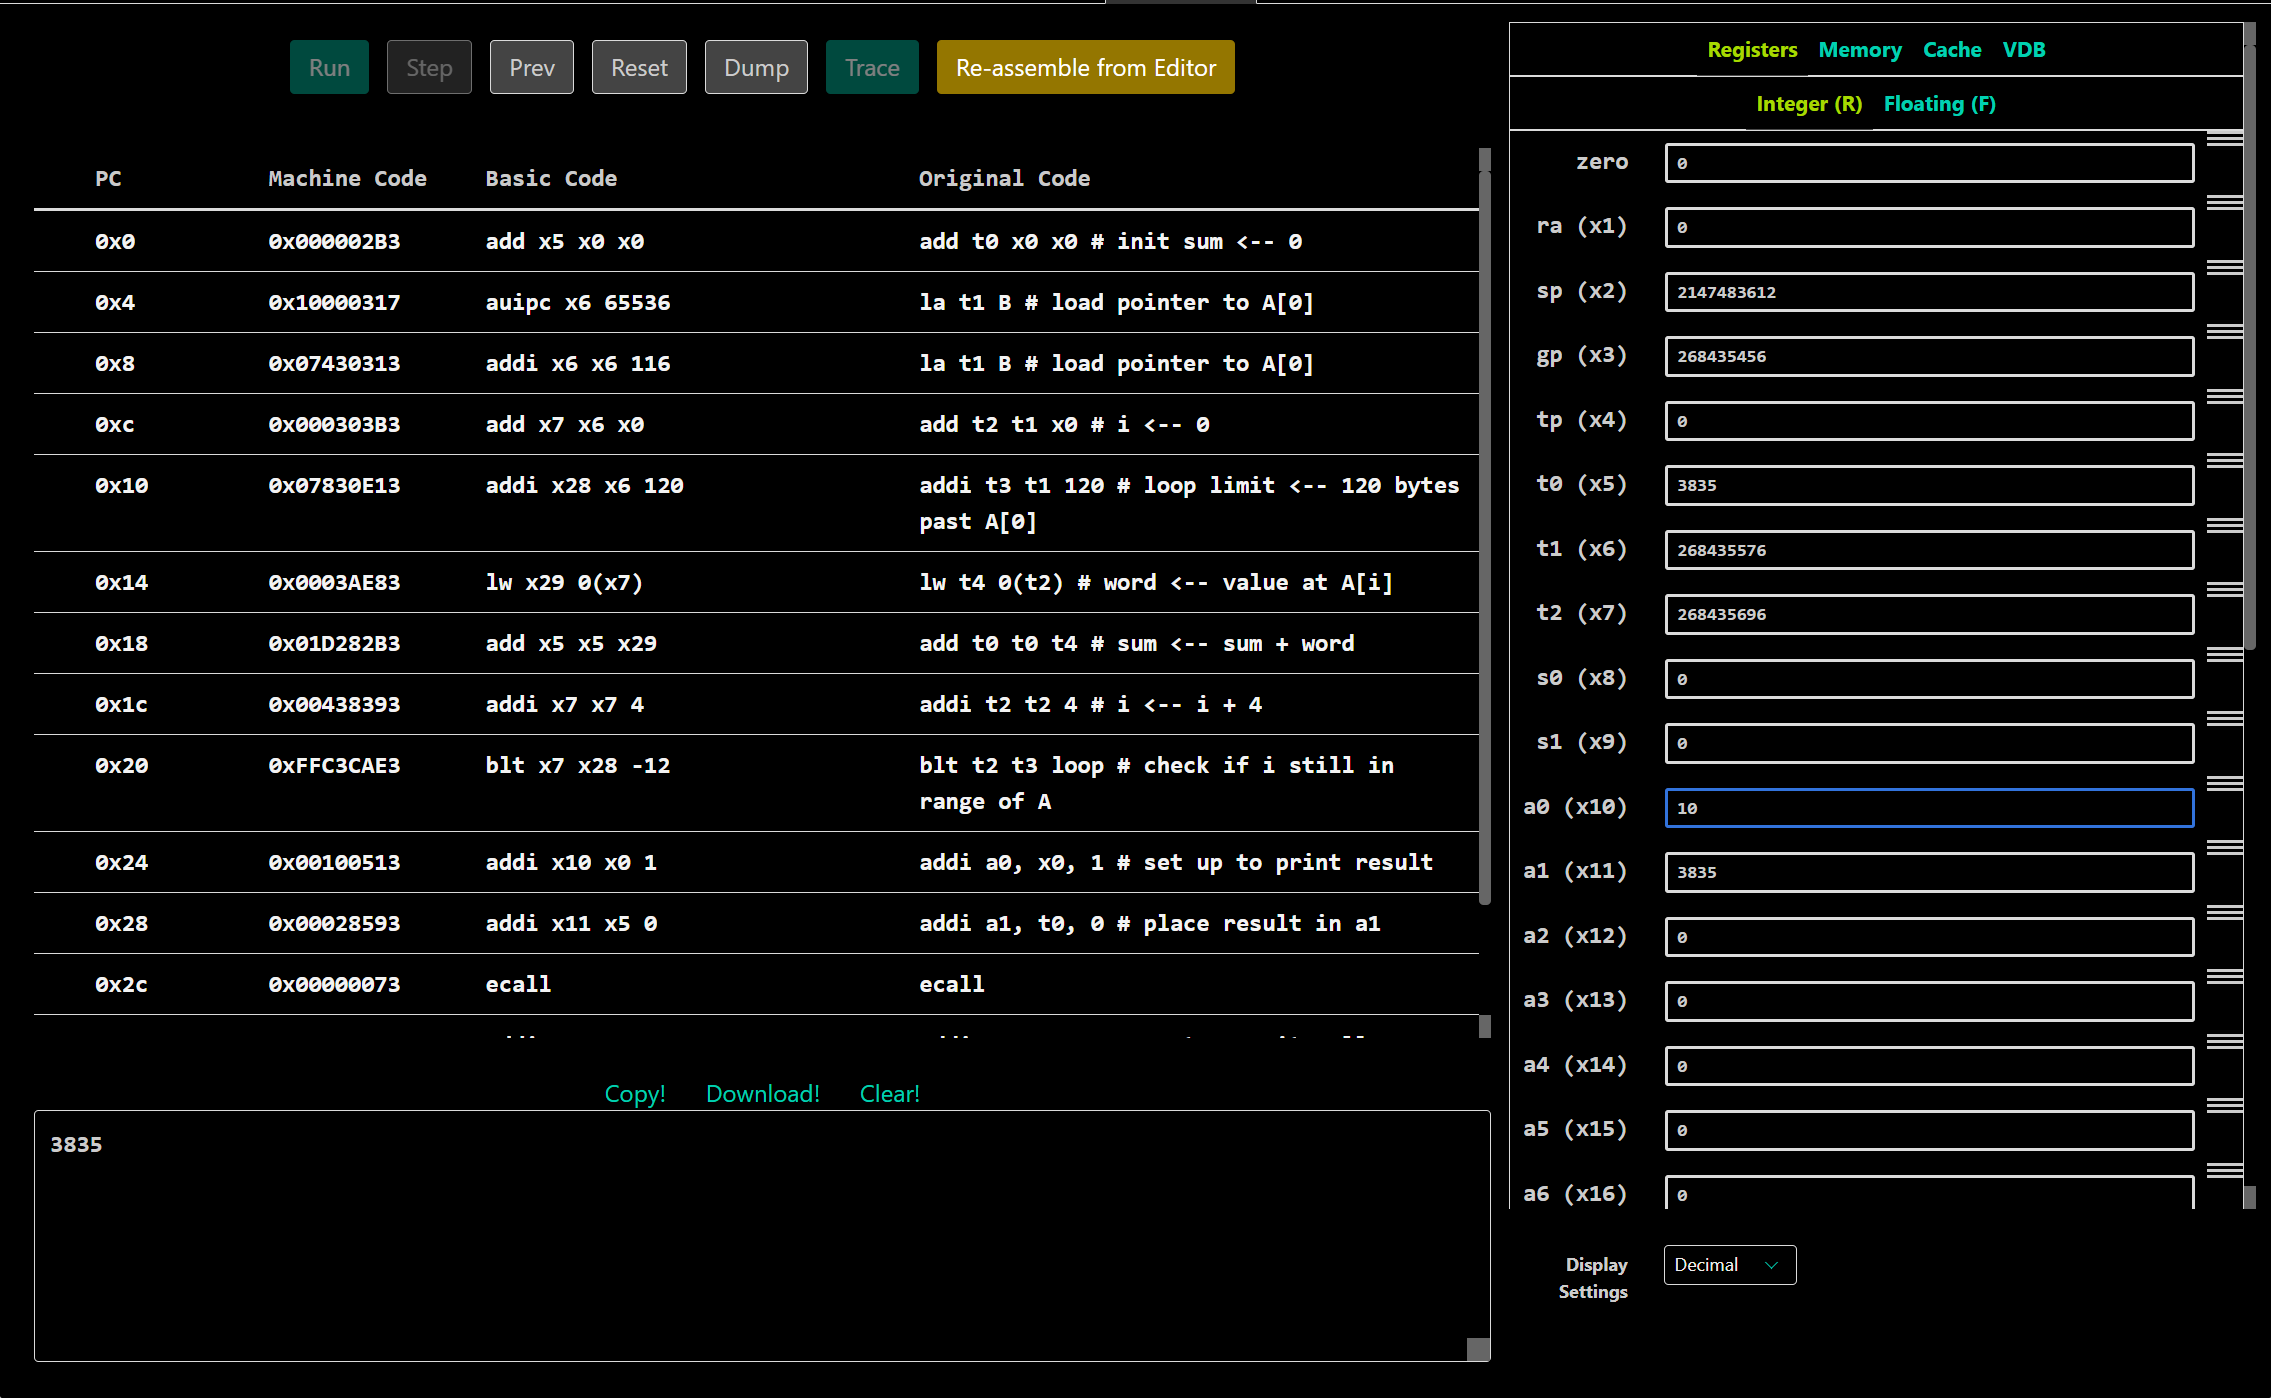 Run Step Prev Reset Dump Trace Re-assemble from Editor
PC Machine Code Basic Code Original Code
0x0 0x000002B3 add x5 x0 x0 add t0 x0 x0 # init sum <-- 0
0x4 0x10000317 auipc x6 65536 la t1 B # load pointer to A[0]
0x8 0x07430313 addi x6 x6 116 la t1 B # load pointer to A[0]
0xc 0x000303B3 add x7 x6 x0 add t2 t1 x0 # i <-- 0
0x10 0x07830E13 addi x28 x6 120 addi t3 t1 120 # loop limit <-- 120 bytes
past A[0]
0x14 0x0003AE83 lw x29 0(x7) lw t4 0(t2) # word <-- value at A[i]
0x18 0x01D282B3 add x5 x5 x29 add t0 t0 t4 # sum <-- sum + word
0x1c 0x00438393 addi x7 x7 4 addi t2 t2 4 # i <-- i + 4
0x20 0xFFC3CAE3 blt x7 x28 -12 blt t2 t3 loop # check if i still in
range of A
0x24 0x00100513 addi x10 x0 1 addi a0, x0, 1 # set up to print result
0x28 0x00028593 addi x11 x5 0 addi a1, t0, 0 # place result in a1
0x2c 0x00000073 ecall ecall
Copy! Download! Clear!
3835
Registers Memory Cache VDB
Integer (R) Floating (F)
zero 0
ra (x1) 0
sp (x2) 2147483612
gp (x3) 268435456
tp (x4) 0
t0 (x5) 3835
t1 (x6) 268435576
t2 (x7) 268435696
s0 (x8) 0
s1 (x9) 0
a0 (x10) 10
a1 (x11) 3835
a2 (x12) 0
a3 (x13) 0
a4 (x14) 0
a5 (x15) 0
a6 (x16) 0
Display
Settings
Decimal